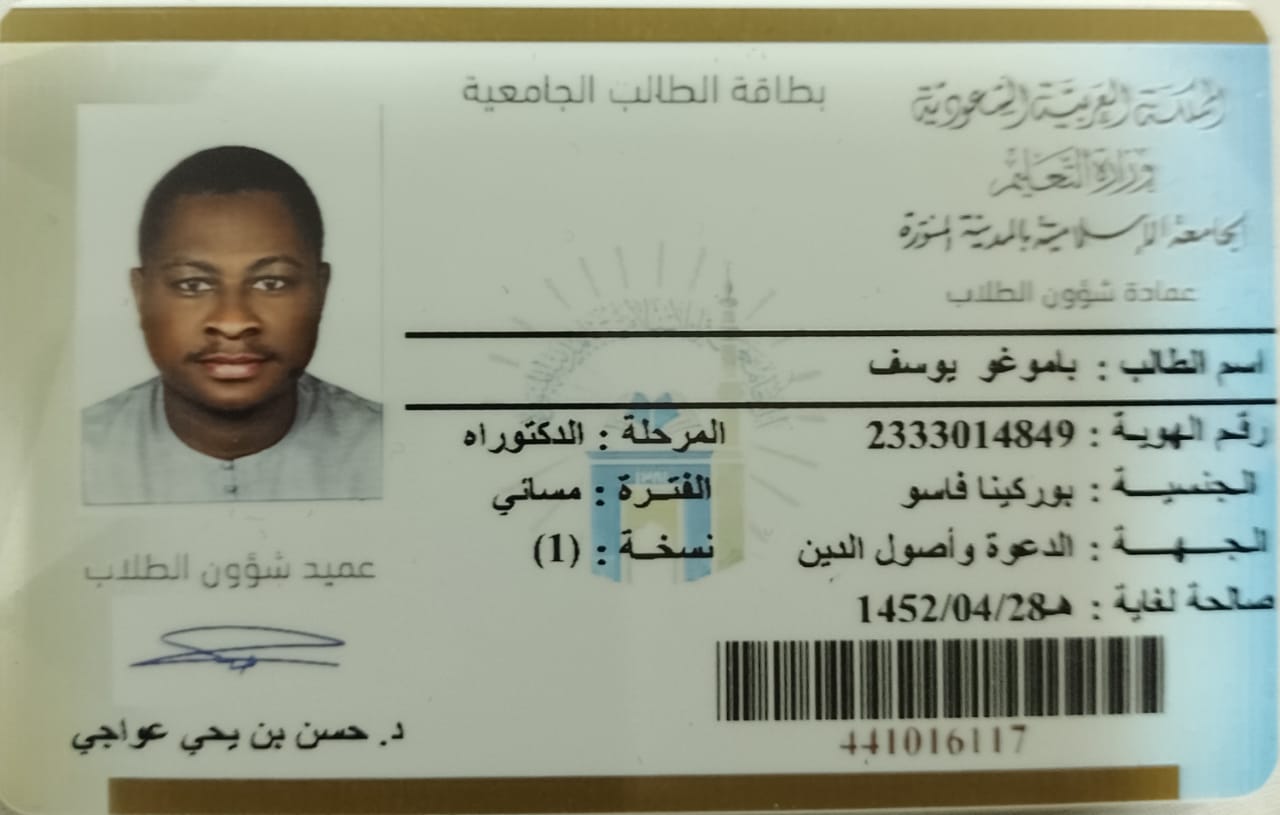 المملكة العربية السعودية
وزارة التعليم
الجامعة الإسلامية بالمدينة المنورة
عمادة شؤون الطلاب
بطاقة الطالب الجامعية
اسم الطالب : باموغو يوسف
رقم الهوية : 2333014849 المرحلة : الدكتوراه
الجنسية : بوركينا فاسو الفترة : مسائي
الجهة : الدعوة وأصول الدين نسخة : (1)
صالحة لغاية : 1452/04/28هـ
441016117
عميد شؤون الطلاب
د. حسن بن يحي عواجي